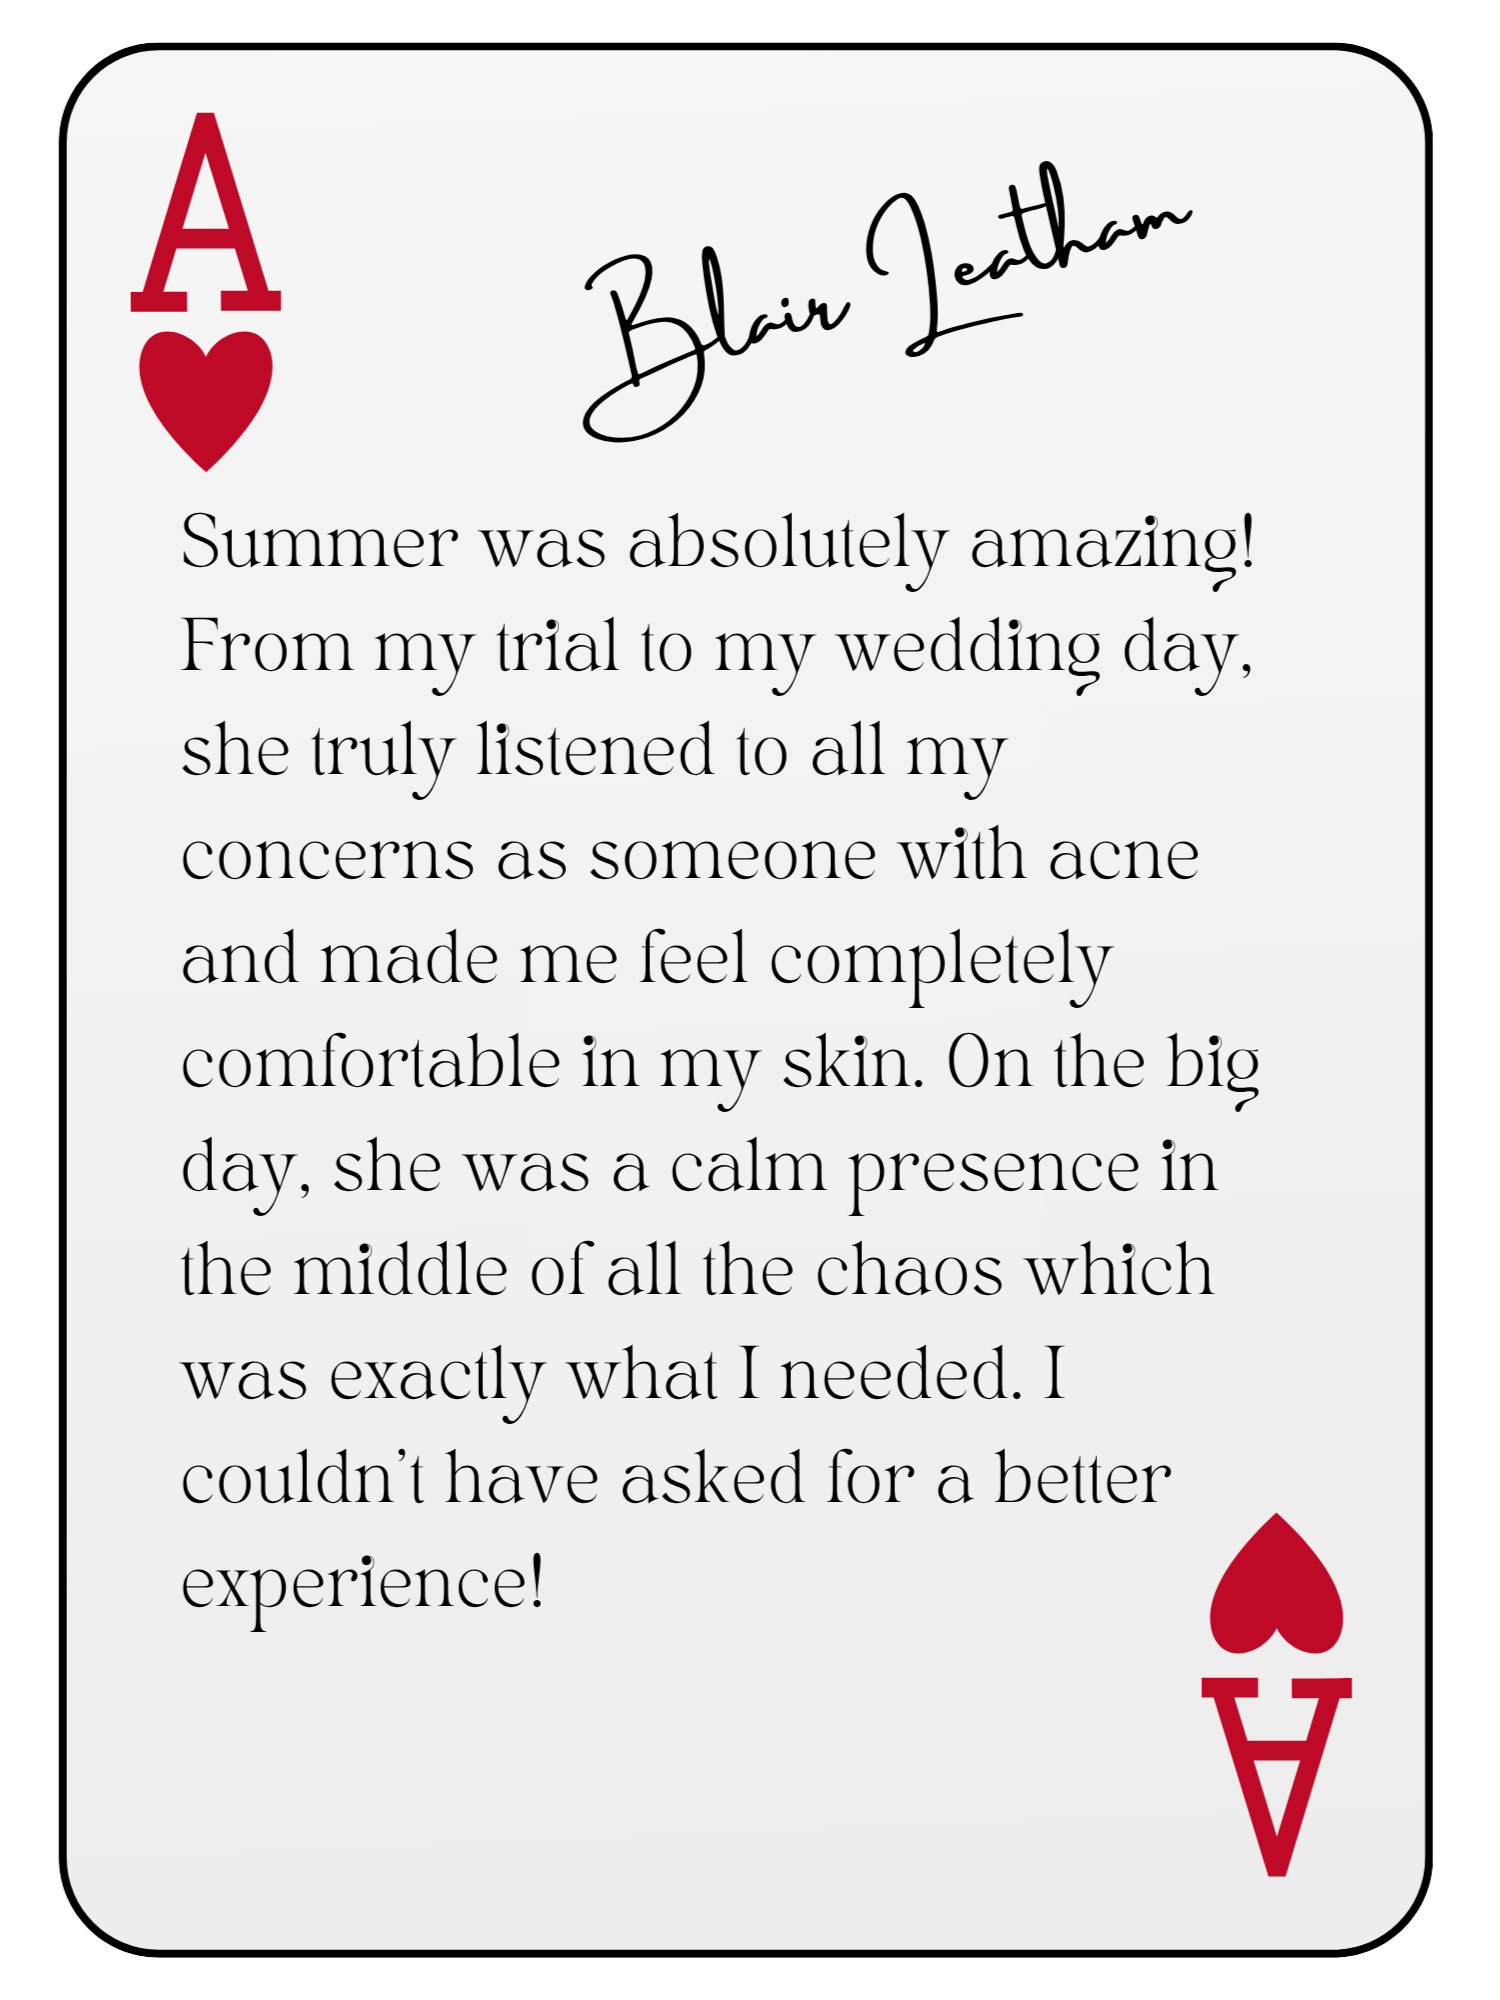 A
Blair Leatham
Summer was absolutely amazing!
From my trial to my wedding day,
she truly listened to all my
concerns as someone with acne
and made me feel completely
comfortable in my skin. On the big
day, she was a calm presence in
the middle of all the chaos which
was exactly what I needed. I
couldn’t have asked for a better
experience!
A